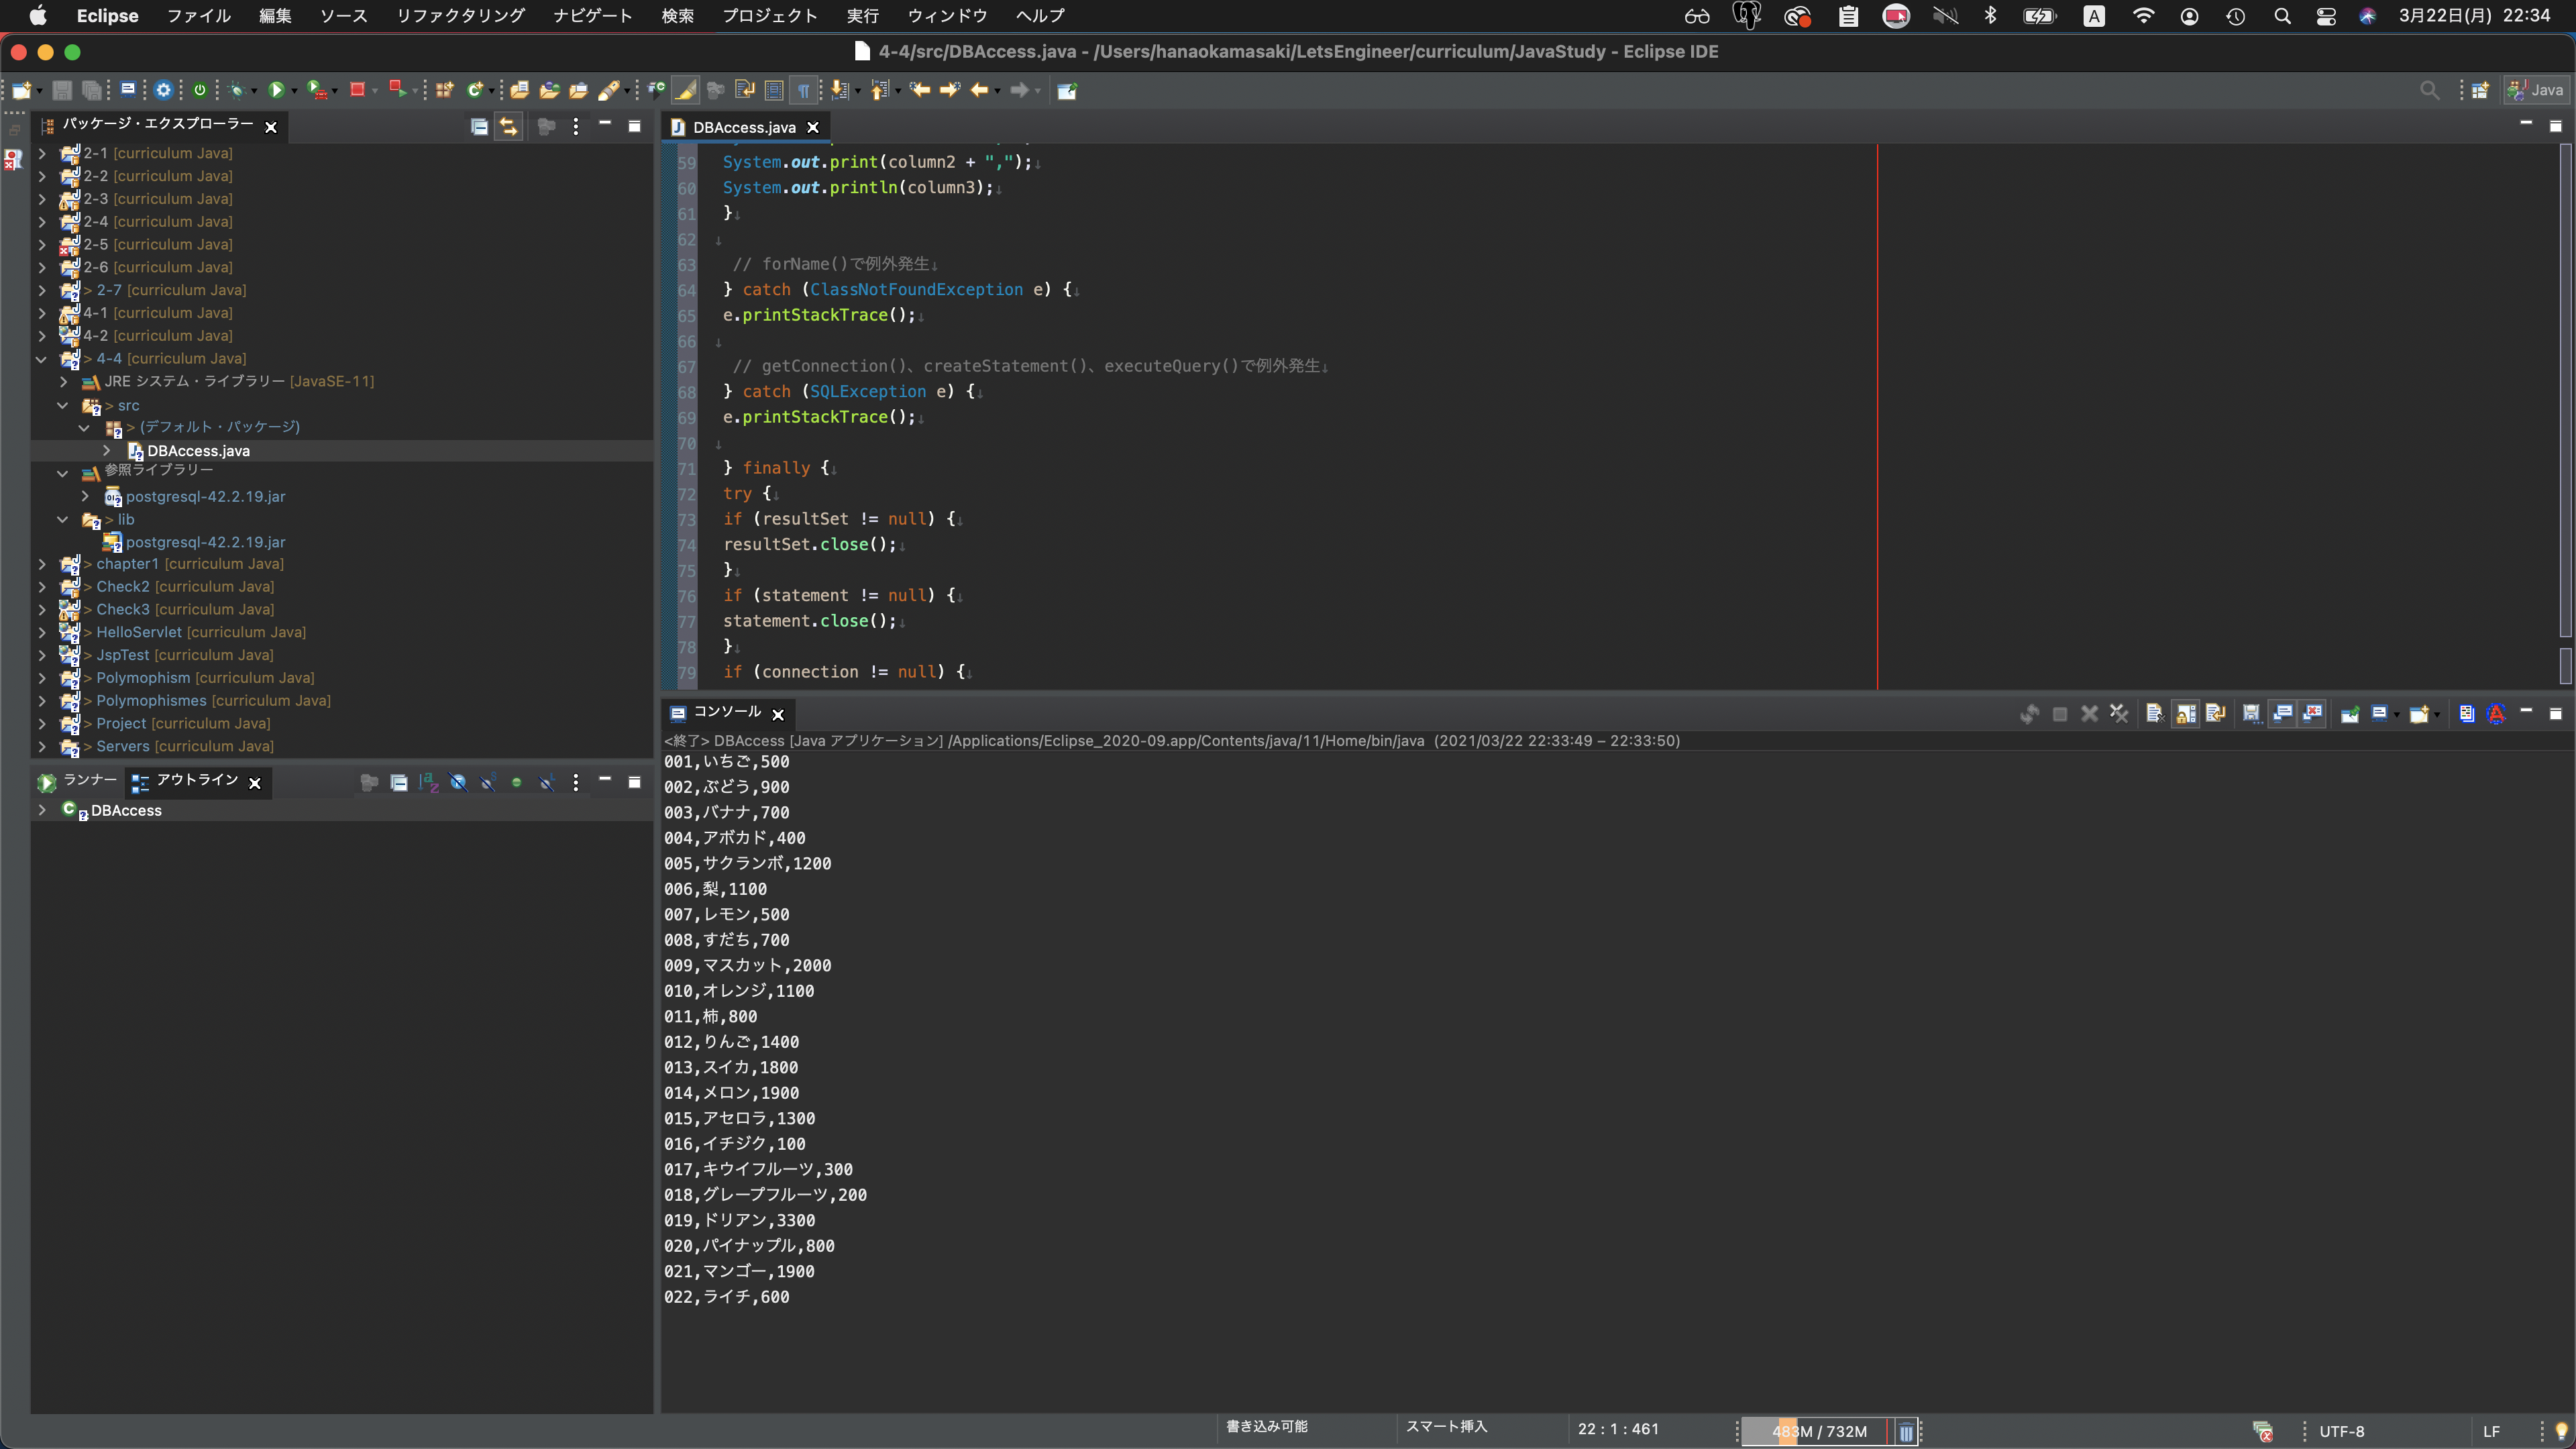 Eclipse ファイル 編集 ソース リファクタリング ナビゲート 検索 プロジェクト 実行 ウィンドウ ヘルプ A 3月22日(月) 22:34
4-4/src/DBAccess.java - /Users/hanaokamasaki/LetsEngineer/curriculum/JavaStudy - Eclipse IDE
Java
パッケージ・エクスプローラー
2-1 [curriculum Java]
2-2 [curriculum Java]
2-3 [curriculum Java]
2-4 [curriculum Java]
2-5 [curriculum Java]
2-6 [curriculum Java]
> 2-7 [curriculum Java]
4-1 [curriculum Java]
4-2 [curriculum Java]
> 4-4 [curriculum Java]
JRE システム・ライブラリー [JavaSE-11]
> src
> (デフォルト・パッケージ)
DBAccess.java
参照ライブラリー
postgresql-42.2.19.jar
> lib
postgresql-42.2.19.jar
> chapter1 [curriculum Java]
> Check2 [curriculum Java]
> Check3 [curriculum Java]
> HelloServlet [curriculum Java]
> JspTest [curriculum Java]
> Polymophism [curriculum Java]
> Polymophismes [curriculum Java]
> Project [curriculum Java]
> Servers [curriculum Java]
ランナー アウトライン
DBAccess
DBAccess.java
59 System.out.print(column2 + ",");↓
60 System.out.println(column3);↓
61 }↓
62 ↓
63 // forName()で例外発生↓
64 } catch (ClassNotFoundException e) {↓
65 e.printStackTrace();↓
66 ↓
67 // getConnection()、createStatement()、executeQuery()で例外発生↓
68 } catch (SQLException e) {↓
69 e.printStackTrace();↓
70 ↓
71 } finally {↓
72 try {↓
73 if (resultSet != null) {↓
74 resultSet.close();↓
75 }↓
76 if (statement != null) {↓
77 statement.close();↓
78 }↓
79 if (connection != null) {↓
コンソール
<終了> DBAccess [Java アプリケーション] /Applications/Eclipse_2020-09.app/Contents/java/11/Home/bin/java (2021/03/22 22:33:49 – 22:33:50)
001,いちご,500
002,ぶどう,900
003,バナナ,700
004,アボカド,400
005,サクランボ,1200
006,梨,1100
007,レモン,500
008,すだち,700
009,マスカット,2000
010,オレンジ,1100
011,柿,800
012,りんご,1400
013,スイカ,1800
014,メロン,1900
015,アセロラ,1300
016,イチジク,100
017,キウイフルーツ,300
018,グレープフルーツ,200
019,ドリアン,3300
020,パイナップル,800
021,マンゴー,1900
022,ライチ,600
書き込み可能 スマート挿入 22 : 1 : 461 483M / 732M UTF-8 LF